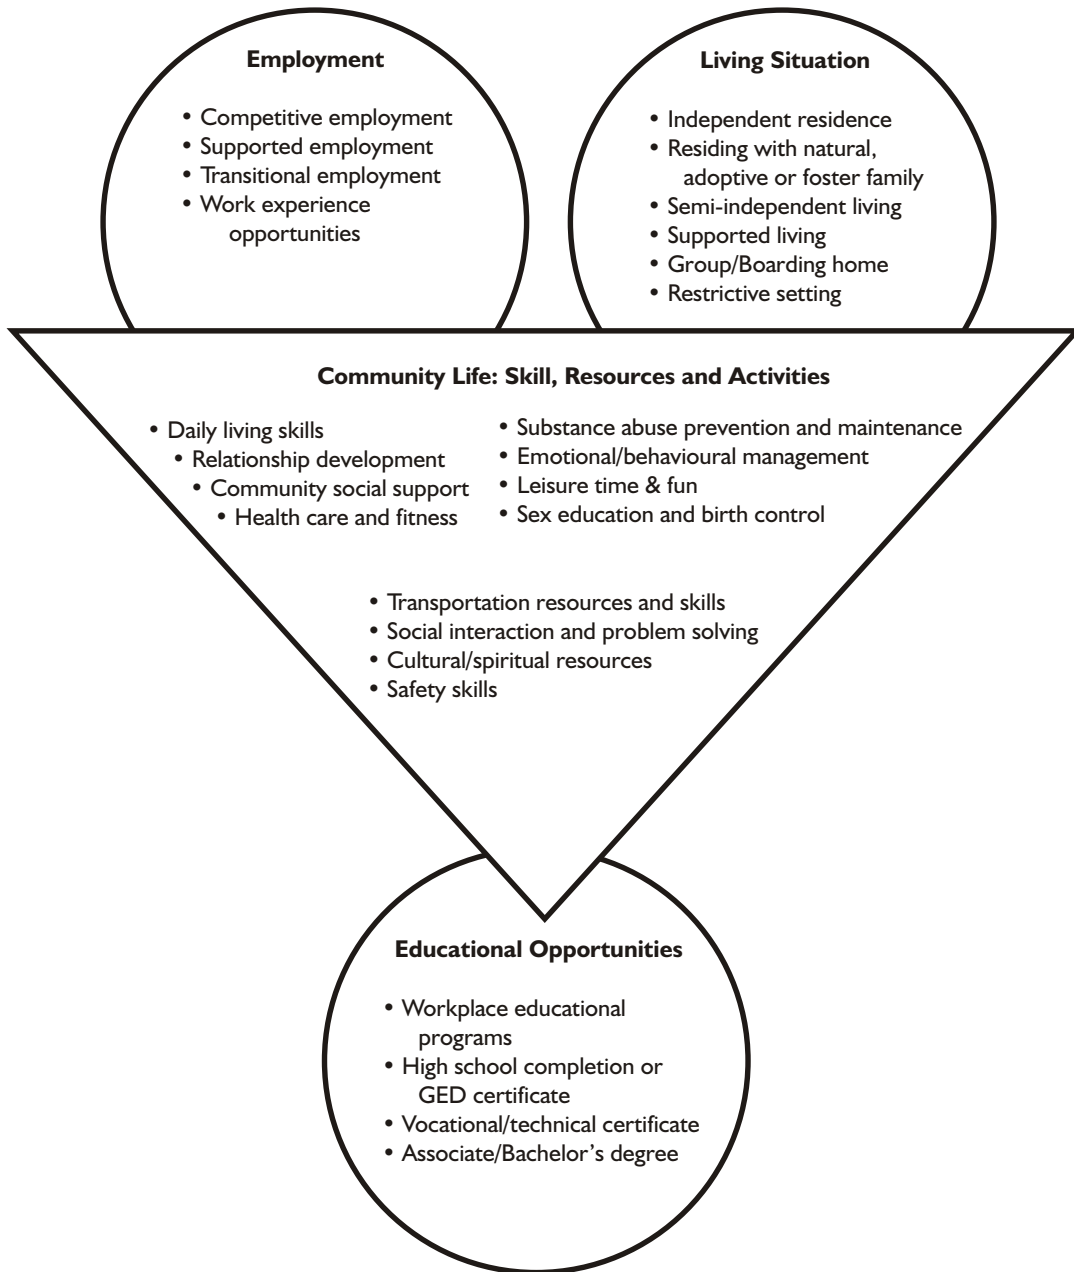 Employment
• Competitive employment
• Supported employment
• Transitional employment
• Work experience
opportunities
Living Situation
• Independent residence
• Residing with natural,
adoptive or foster family
• Semi-independent living
• Supported living
• Group/Boarding home
• Restrictive setting
Community Life: Skill, Resources and Activities
• Daily living skills
• Relationship development
• Community social support
• Health care and fitness
• Substance abuse prevention and maintenance
• Emotional/behavioural management
• Leisure time & fun
• Sex education and birth control
• Transportation resources and skills
• Social interaction and problem solving
• Cultural/spiritual resources
• Safety skills
Educational Opportunities
• Workplace educational
programs
• High school completion or
GED certificate
• Vocational/technical certificate
• Associate/Bachelor’s degree